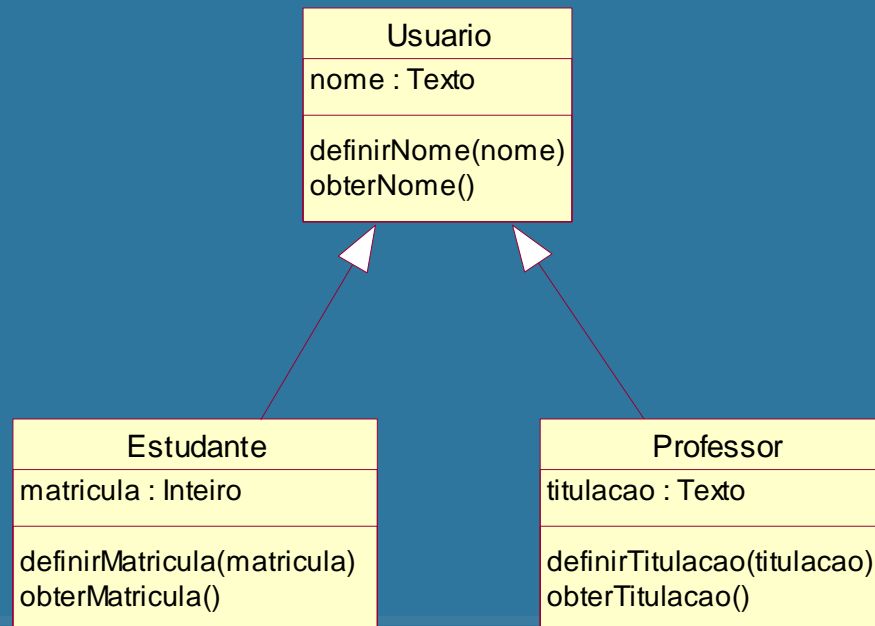 Usuario
nome : Texto
definirNome(nome)
obterNome()
Estudante
matricula : Inteiro
definirMatricula(matricula)
obterMatricula()
Professor
titulacao : Texto
definirTitulacao(titulacao)
obterTitulacao()